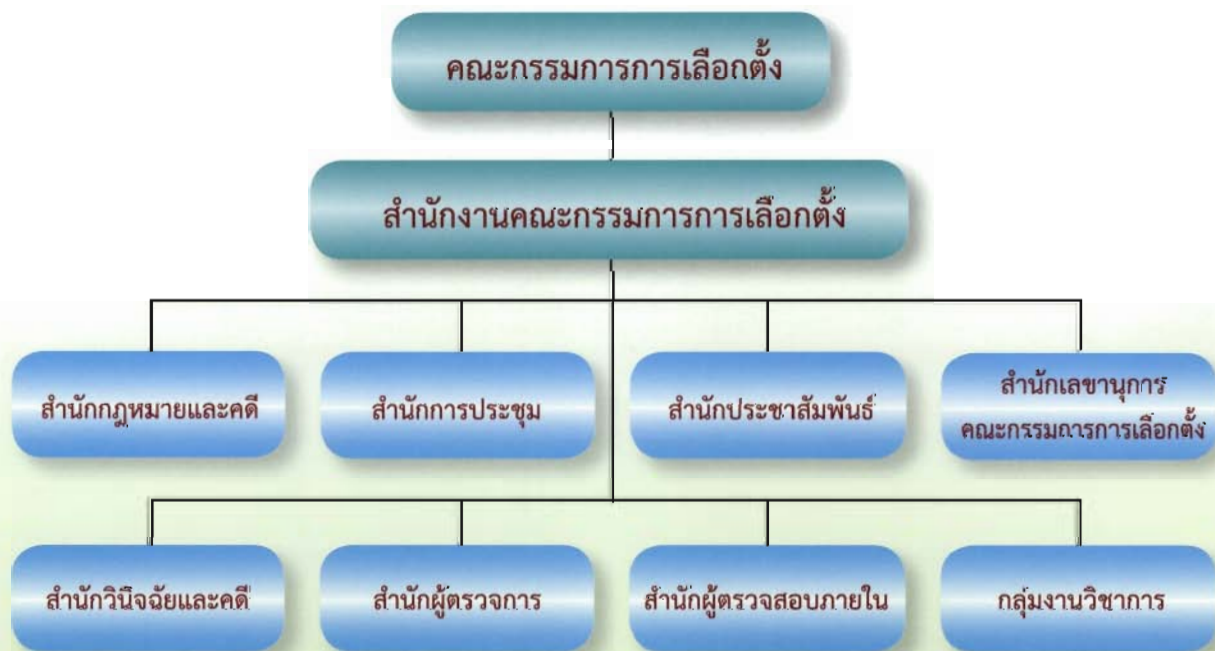 คณะกรรมการการเลือกตั้ง
สำนักงานคณะกรรมการการเลือกตั้ง
สำนักกฎหมายและคดี
สำนักการประชุม
สำนักประชาสัมพันธ์
สำนักเลขานุการ
คณะกรรมการการเลือกตั้ง
สำนักวินิจฉัยและคดี
สำนักผู้ตรวจการ
สำนักผู้ตรวจสอบภายใน
กลุ่มงานวิชาการ